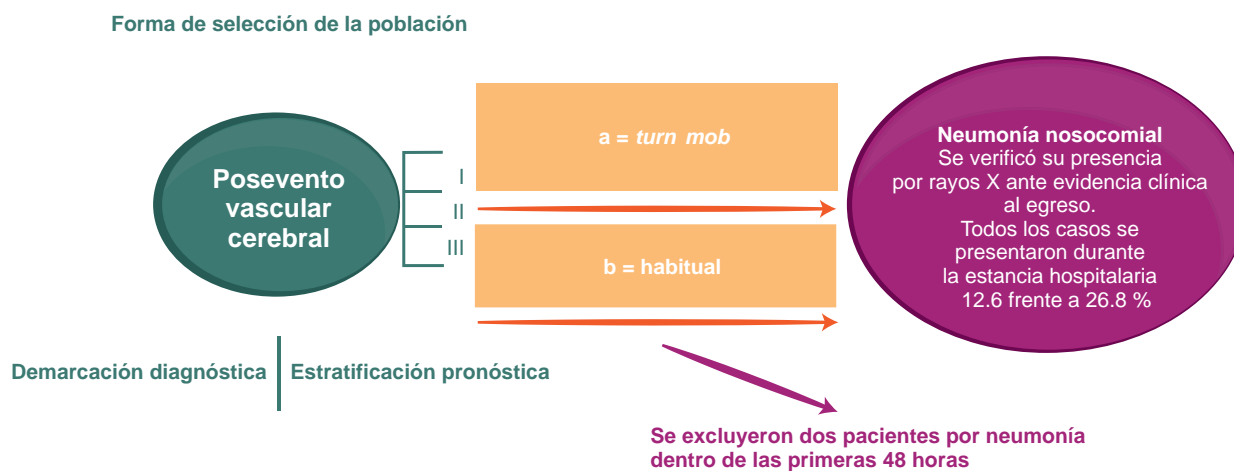 Forma de selección de la población
Posevento
vascular
cerebral
I
II
III
a = turn mob
b = habitual
Neumonía nosocomial
Se verificó su presencia
por rayos X ante evidencia clínica
al egreso.
Todos los casos se
presentaron durante
la estancia hospitalaria
12.6 frente a 26.8 %
Demarcación diagnóstica
Estratificación pronóstica
Se excluyeron dos pacientes por neumonía
dentro de las primeras 48 horas